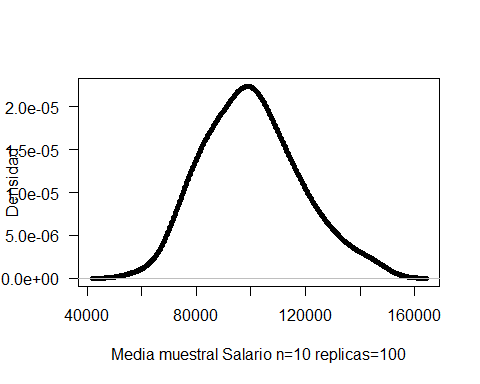 Densidad
2.0e-05
1.5e-05
1.0e-05
5.0e-06
0.0e+00
40000 80000 120000 160000
Media muestral Salario n=10 replicas=100